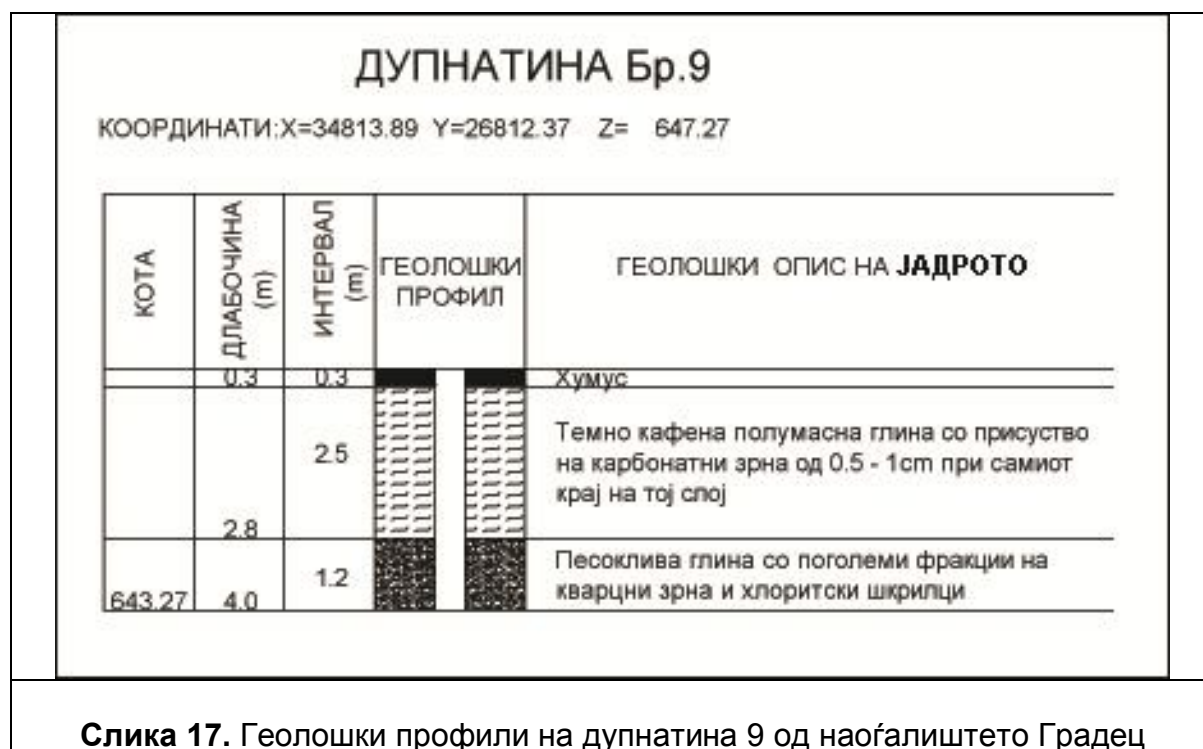 ДУПНАТИНА Бр.9
КООРДИНАТИ:X=34813.89 Y=26812.37 Z= 647.27
КОТА
ДЛАБОЧИНА
(m)
ИНТЕРВАЛ
(m)
ГЕОЛОШКИ
ПРОФИЛ
ГЕОЛОШКИ ОПИС НА ЈАДРОТО
0.3 0.3 Хумус
2.5
Темно кафена полумасна глина со присуство
на карбонатни зрна од 0.5 - 1cm при самиот
крај на тој слој
2.8
1.2
Песоклива глина со поголеми фракции на
кварцни зрна и хлоритски шкрилци
643.27 4.0
Слика 17. Геолошки профили на дупнатина 9 од наоѓалиштето Градец